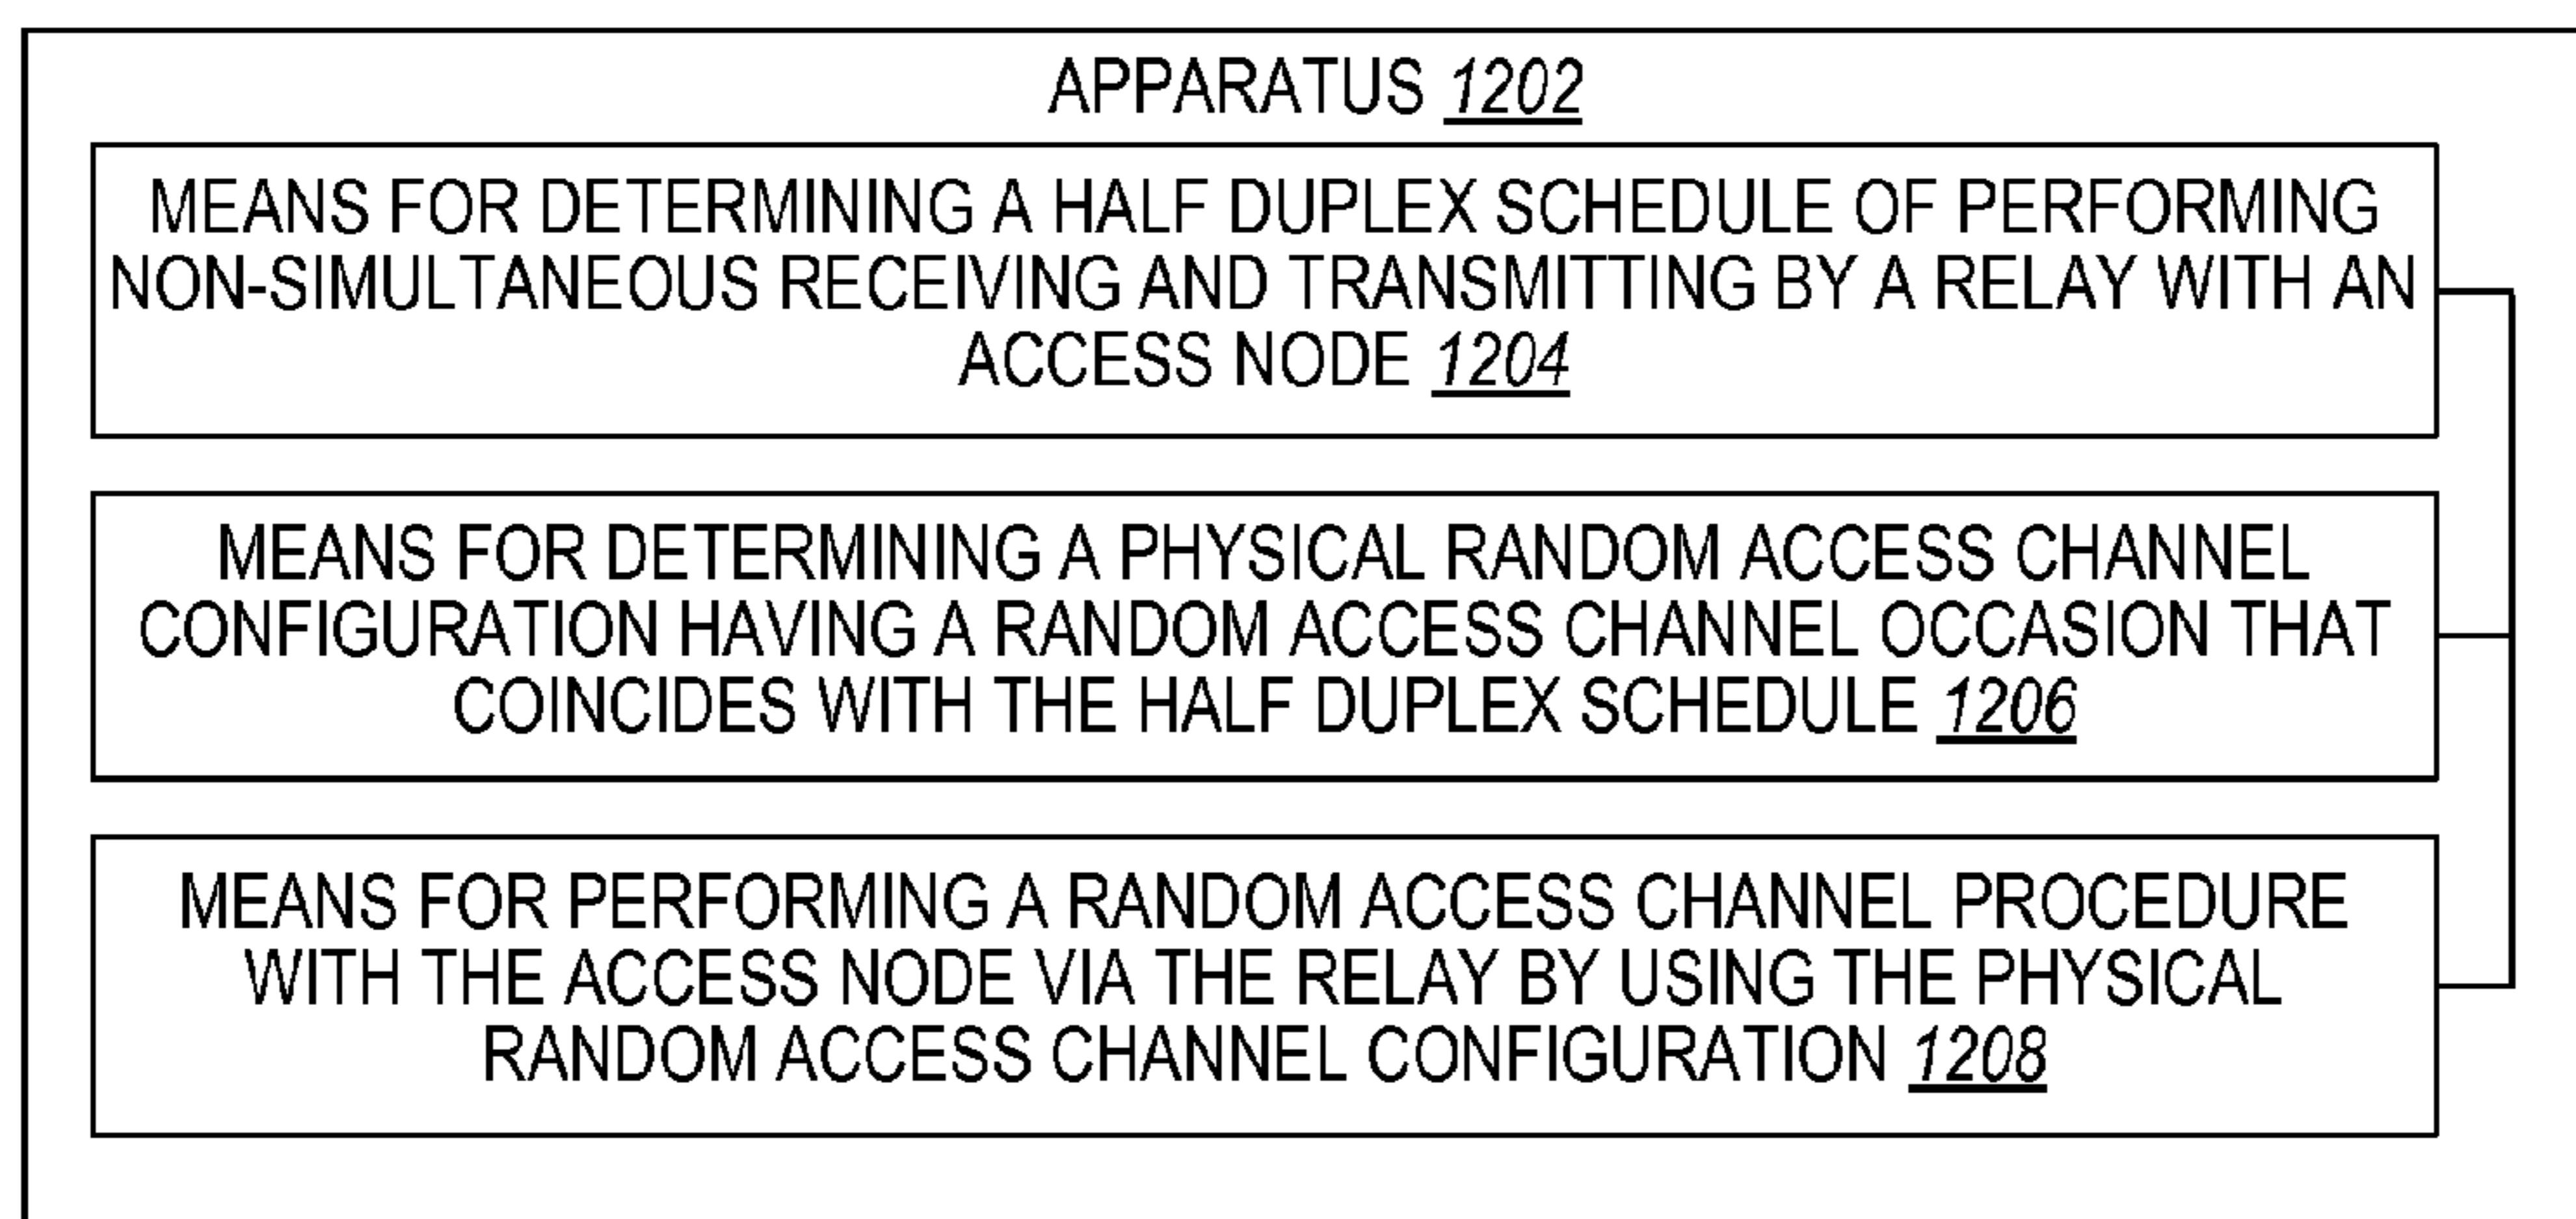 APPARATUS 1202
MEANS FOR DETERMINING A HALF DUPLEX SCHEDULE OF PERFORMING
NON-SIMULTANEOUS RECEIVING AND TRANSMITTING BY A RELAY WITH AN
ACCESS NODE 1204
MEANS FOR DETERMINING A PHYSICAL RANDOM ACCESS CHANNEL
CONFIGURATION HAVING A RANDOM ACCESS CHANNEL OCCASION THAT
COINCIDES WITH THE HALF DUPLEX SCHEDULE 1206
MEANS FOR PERFORMING A RANDOM ACCESS CHANNEL PROCEDURE
WITH THE ACCESS NODE VIA THE RELAY BY USING THE PHYSICAL
RANDOM ACCESS CHANNEL CONFIGURATION 1208